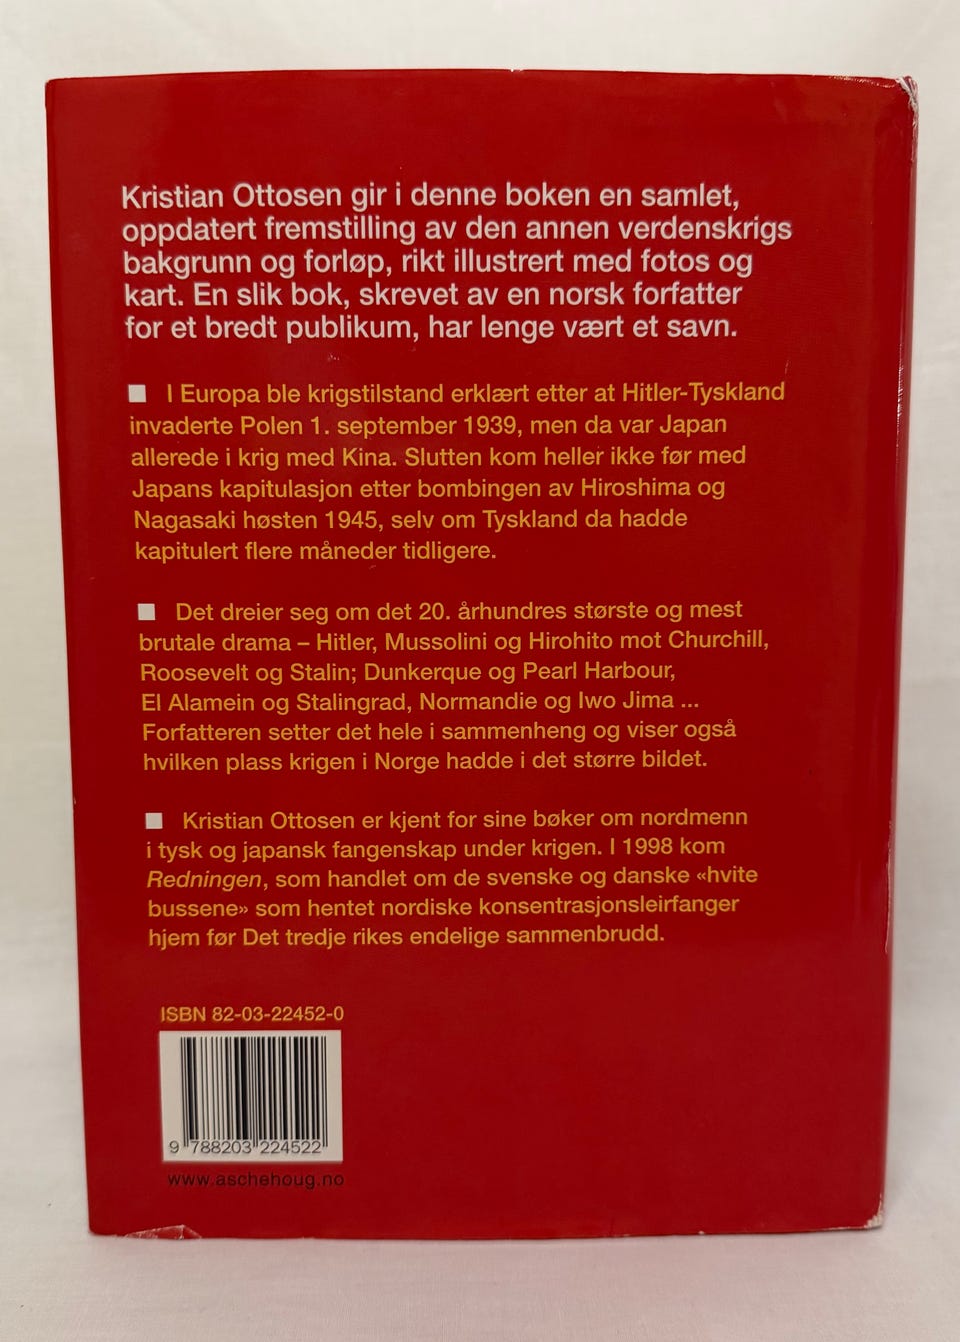 Kristian Ottosen gir i denne boken en samlet,
oppdatert fremstilling av den annen verdenskrigs
bakgrunn og forløp, rikt illustrert med fotos og
kart. En slik bok, skrevet av en norsk forfatter
for et bredt publikum, har lenge vært et savn.
■ I Europa ble krigstilstand erklært etter at Hitler-Tyskland
invaderte Polen 1. september 1939, men da var Japan
allerede i krig med Kina. Slutten kom heller ikke før med
Japans kapitulasjon etter bombingen av Hiroshima og
Nagasaki høsten 1945, selv om Tyskland da hadde
kapitulert flere måneder tidligere.
■ Det dreier seg om det 20. århundres største og mest
brutale drama – Hitler, Mussolini og Hirohito mot Churchill,
Roosevelt og Stalin; Dunkerque og Pearl Harbour,
El Alamein og Stalingrad, Normandie og Iwo Jima ...
Forfatteren setter det hele i sammenheng og viser også
hvilken plass krigen i Norge hadde i det større bildet.
■ Kristian Ottosen er kjent for sine bøker om nordmenn
i tysk og japansk fangenskap under krigen. I 1998 kom
Redningen, som handlet om de svenske og danske «hvite
bussene» som hentet nordiske konsentrasjonsleirfanger
hjem før Det tredje rikes endelige sammenbrudd.
ISBN 82-03-22452-0
9 788203 224522
www.aschehoug.no